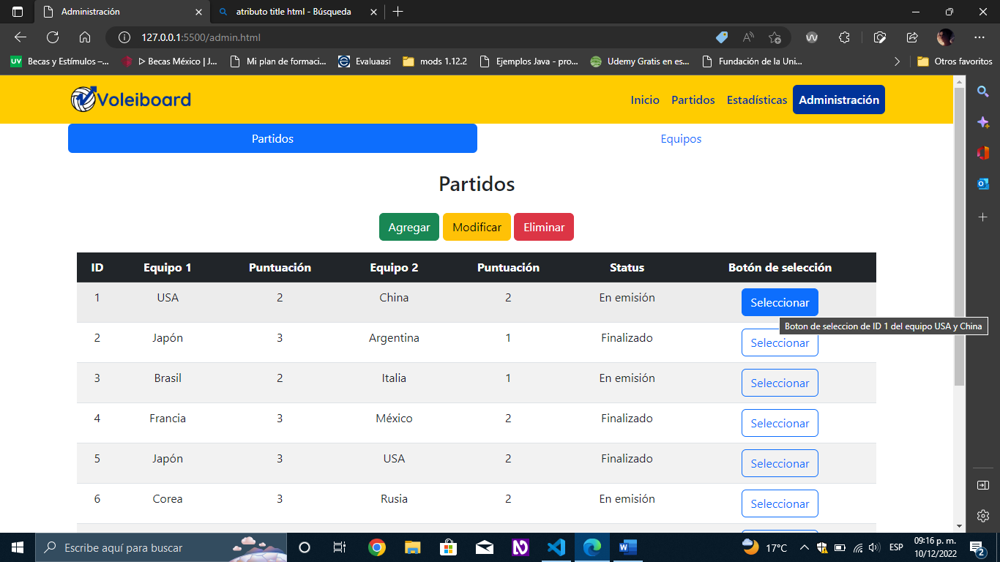 Administración
atributo title html - Búsqueda
127.0.0.1:5500/admin.html
UV Becas y Estímulos –...
ᐅ Becas México | J...
Mi plan de formaci...
Evaluaasi
mods 1.12.2
Ejemplos Java - pro...
Udemy Gratis en es...
Fundación de la Uni...
Otros favoritos
Voleiboard
Inicio Partidos Estadísticas Administración
Partidos Equipos
Partidos
Agregar Modificar Eliminar
ID Equipo 1 Puntuación Equipo 2 Puntuación Status Botón de selección
1 USA 2 China 2 En emisión Seleccionar
Boton de seleccion de ID 1 del equipo USA y China
2 Japón 3 Argentina 1 Finalizado Seleccionar
3 Brasil 2 Italia 1 En emisión Seleccionar
4 Francia 3 México 2 Finalizado Seleccionar
5 Japón 3 USA 2 Finalizado Seleccionar
6 Corea 3 Rusia 2 En emisión Seleccionar
Escribe aquí para buscar
17°C
ESP
09:16 p. m.
10/12/2022
2